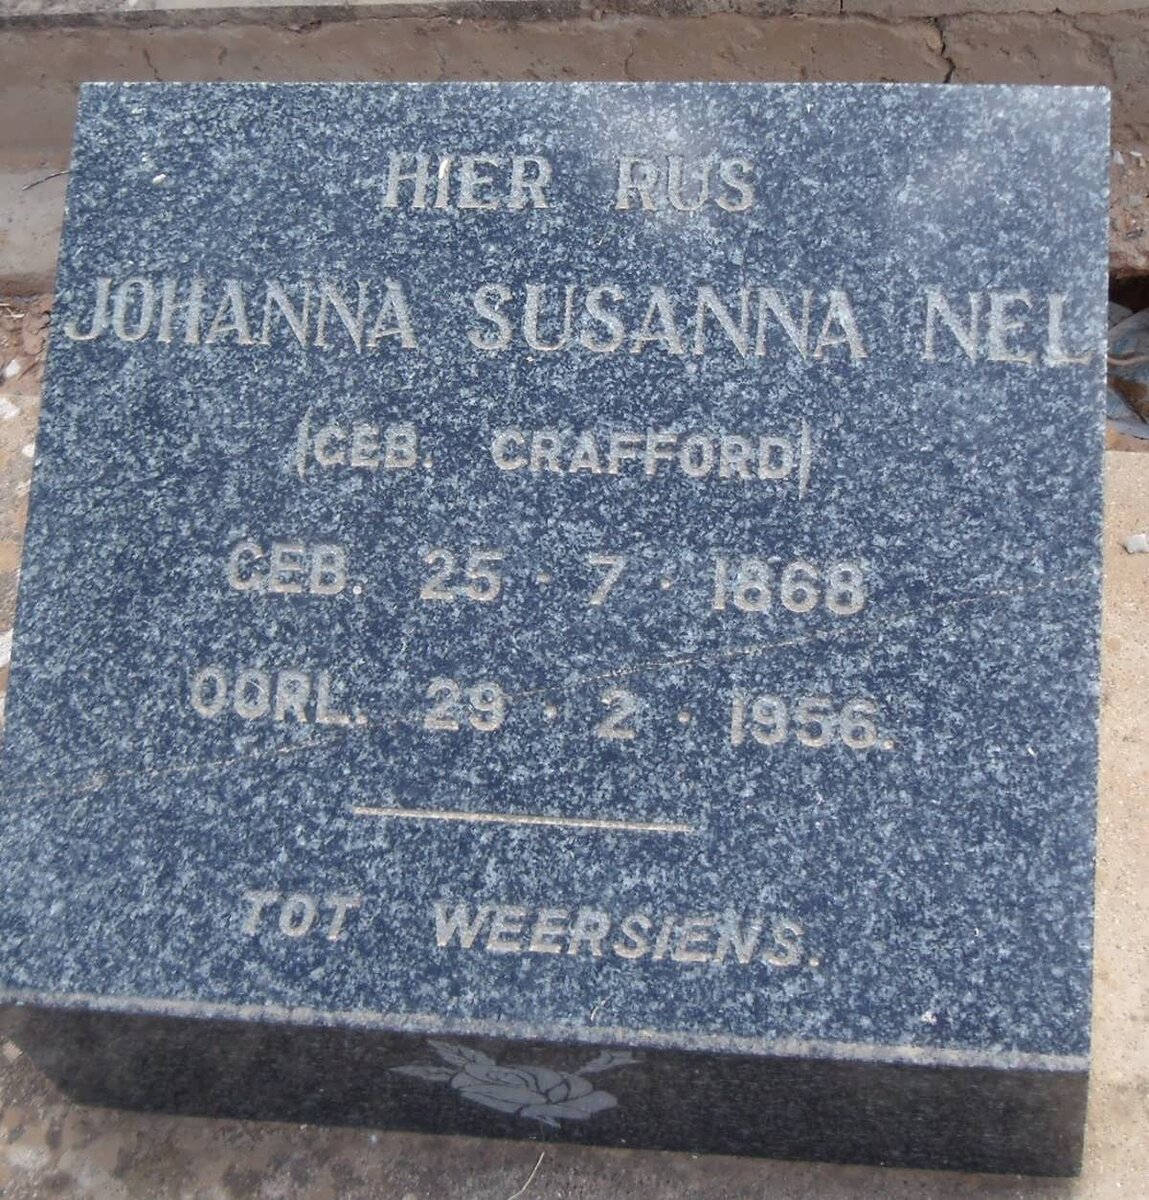 HIER RUS
JOHANNA SUSANNA NEL
(GEB. CRAFFORD)
GEB. 25 · 7 · 1868
OORL. 29 · 2 · 1956.
TOT WEERSIENS.